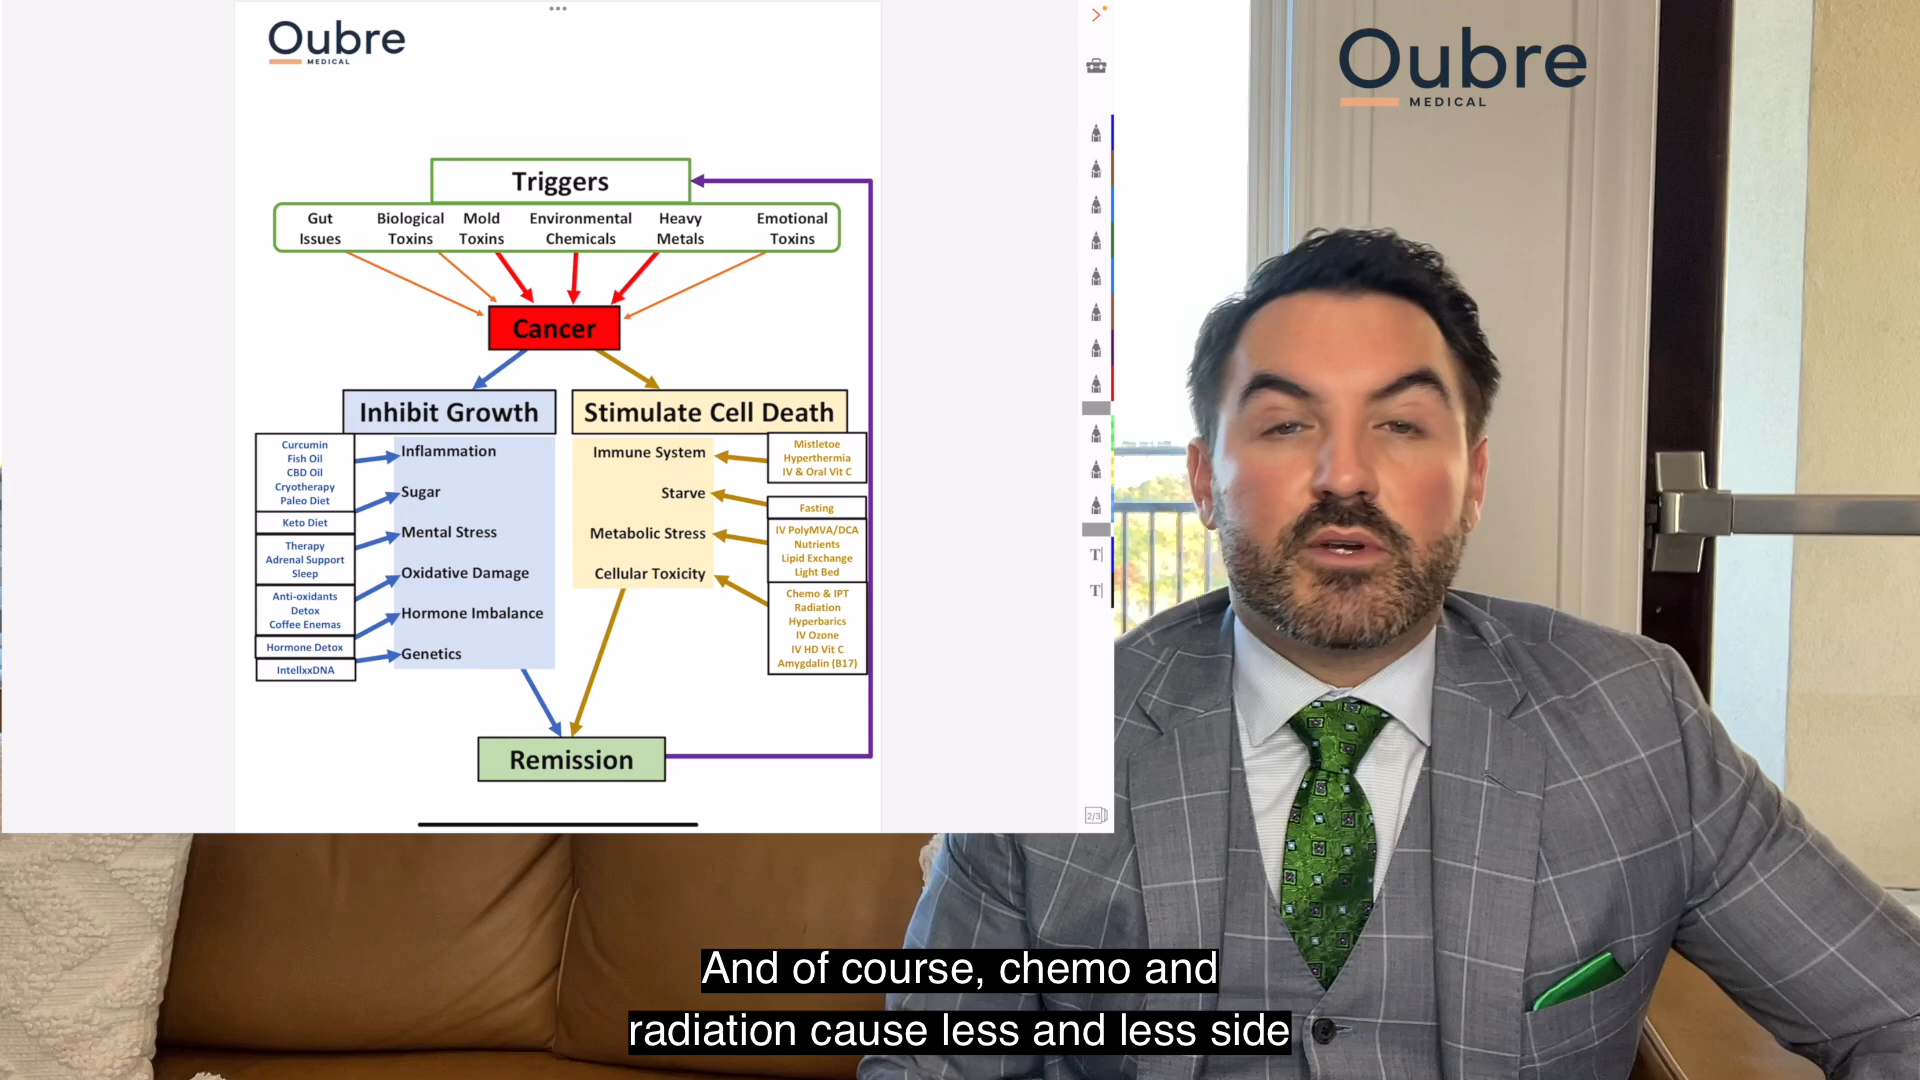 Oubre
MEDICAL
Triggers
Gut Issues
Biological Toxins
Mold Toxins
Environmental Chemicals
Heavy Metals
Emotional Toxins
Cancer
Inhibit Growth
Stimulate Cell Death
Curcumin
Fish Oil
CBD Oil
Cryotherapy
Paleo Diet
Keto Diet
Therapy
Adrenal Support
Sleep
Anti-oxidants
Detox
Coffee Enemas
Hormone Detox
IntellxxDNA
Inflammation
Sugar
Mental Stress
Oxidative Damage
Hormone Imbalance
Genetics
Immune System
Starve
Metabolic Stress
Cellular Toxicity
Mistletoe
Hyperthermia
IV & Oral Vit C
Fasting
IV PolyMVA/DCA
Nutrients
Lipid Exchange
Light Bed
Chemo & IPT
Radiation
Hyperbarics
IV Ozone
IV HD Vit C
Amygdalin (B17)
Remission
T
T
2/3
Oubre
MEDICAL
And of course, chemo and
radiation cause less and less side